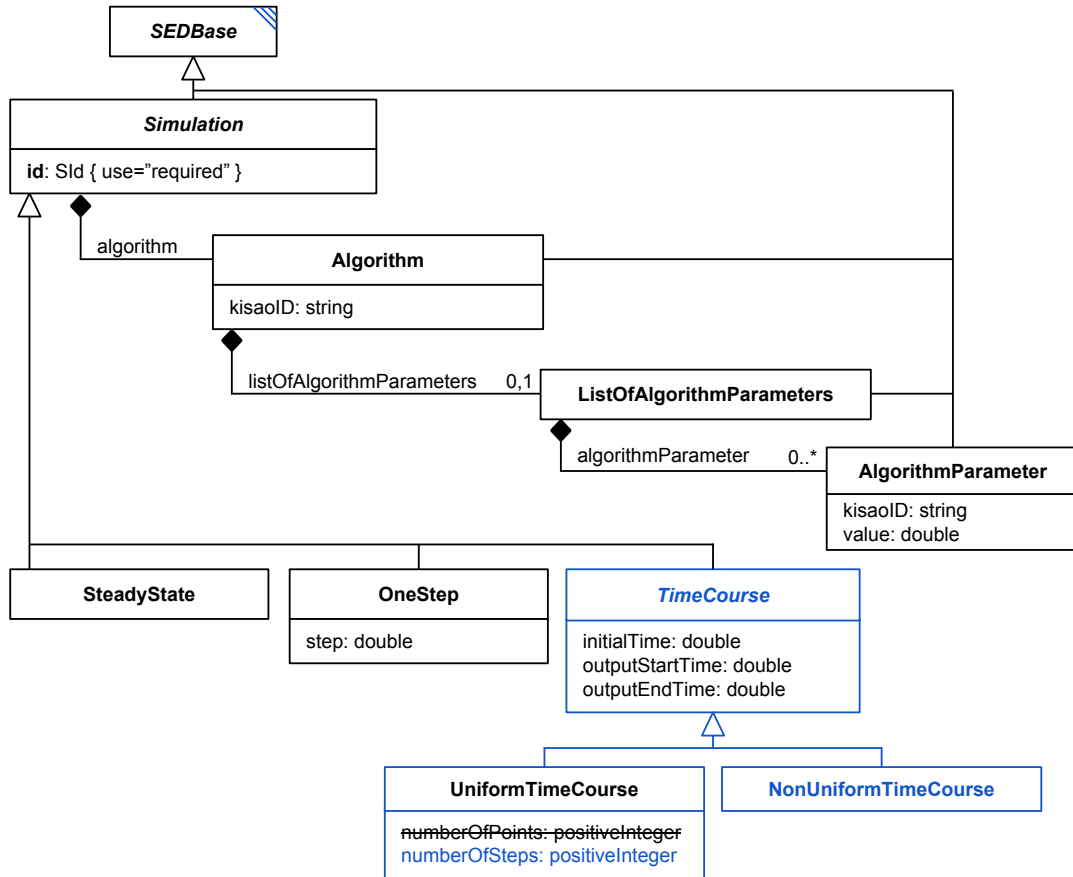 SEDBase
Simulation
id: SId { use=”required” }
algorithm
Algorithm
kisaoID: string
listOfAlgorithmParameters 0,1
ListOfAlgorithmParameters
algorithmParameter 0..*
AlgorithmParameter
kisaoID: string
value: double
SteadyState
OneStep
step: double
TimeCourse
initialTime: double
outputStartTime: double
outputEndTime: double
UniformTimeCourse
numberOfPoints: positiveInteger
numberOfSteps: positiveInteger
NonUniformTimeCourse